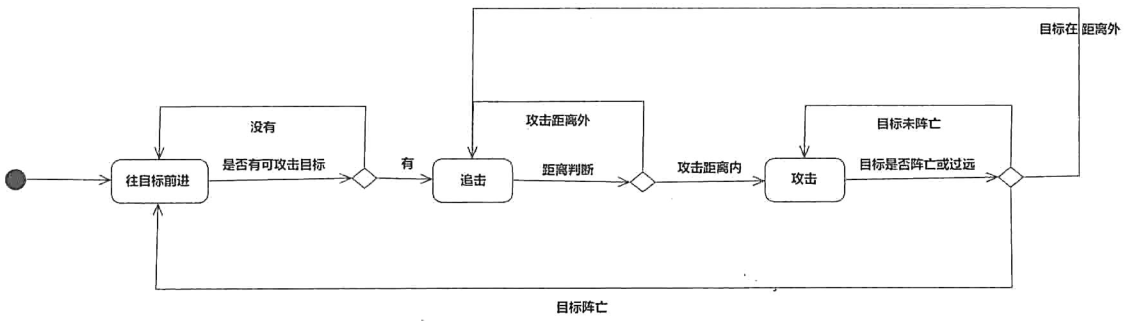 目标在 距离外
没有
攻击距离外
目标未阵亡
往目标前进
是否有可攻击目标
有
追击
距离判断
攻击距离内
攻击
目标是否阵亡或过远
目标阵亡